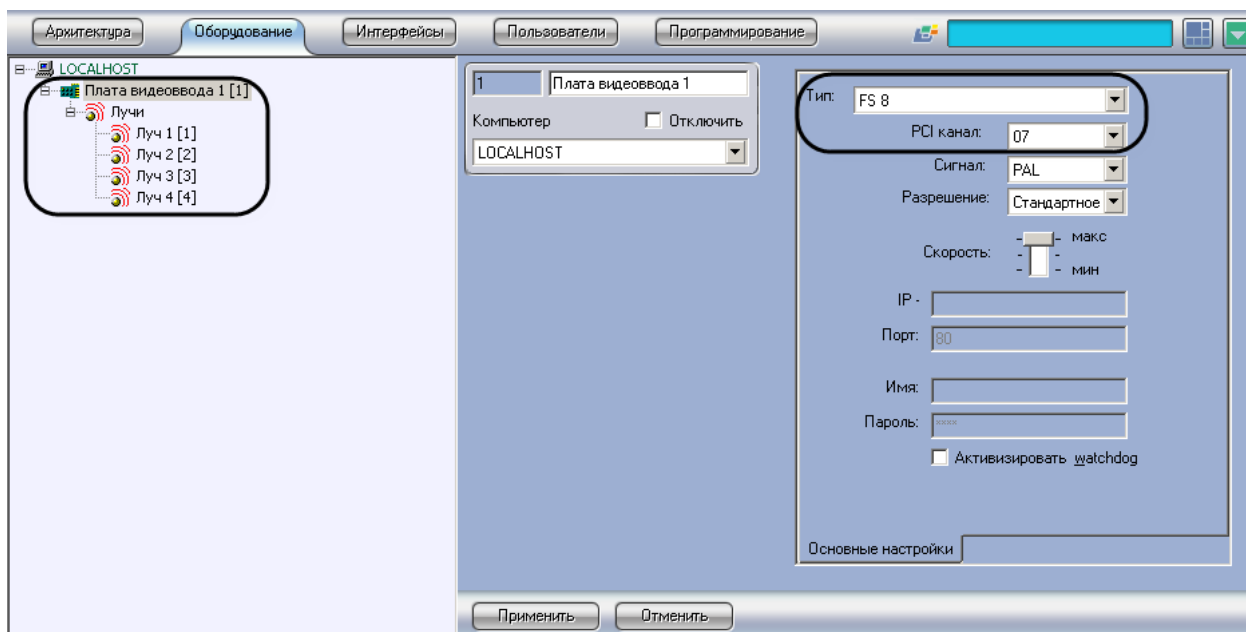 Архитектура
Оборудование
Интерфейсы
Пользователи
Программирование
LOCALHOST
Плата видеоввода 1 [1]
Лучи
Луч 1 [1]
Луч 2 [2]
Луч 3 [3]
Луч 4 [4]
1
Плата видеоввода 1
Компьютер
Отключить
LOCALHOST
Тип: FS 8
PCI канал: 07
Сигнал: PAL
Разрешение: Стандартное
Скорость:
макс
мин
IP -
Порт: 80
Имя:
Пароль: ****
Активизировать watchdog
Основные настройки
Применить
Отменить